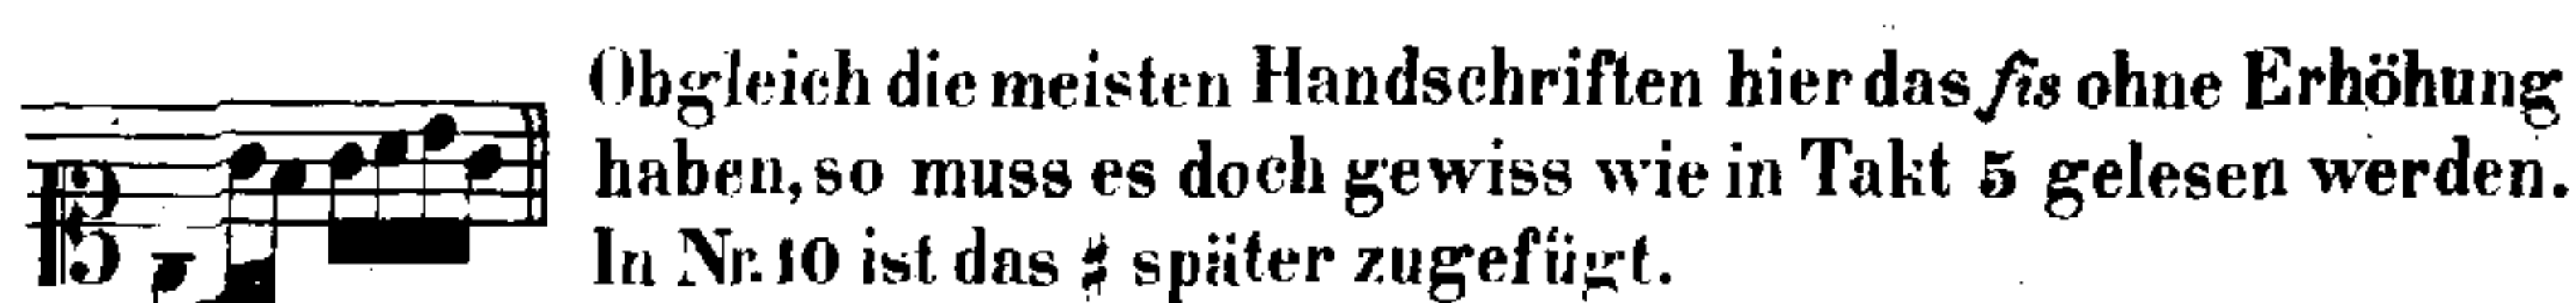 Obgleich die meisten Handschriften hier das fis ohne Erhöhung
haben, so muss es doch gewiss wie in Takt 5 gelesen werden.
In Nr. 10 ist das ♯ später zugefügt.